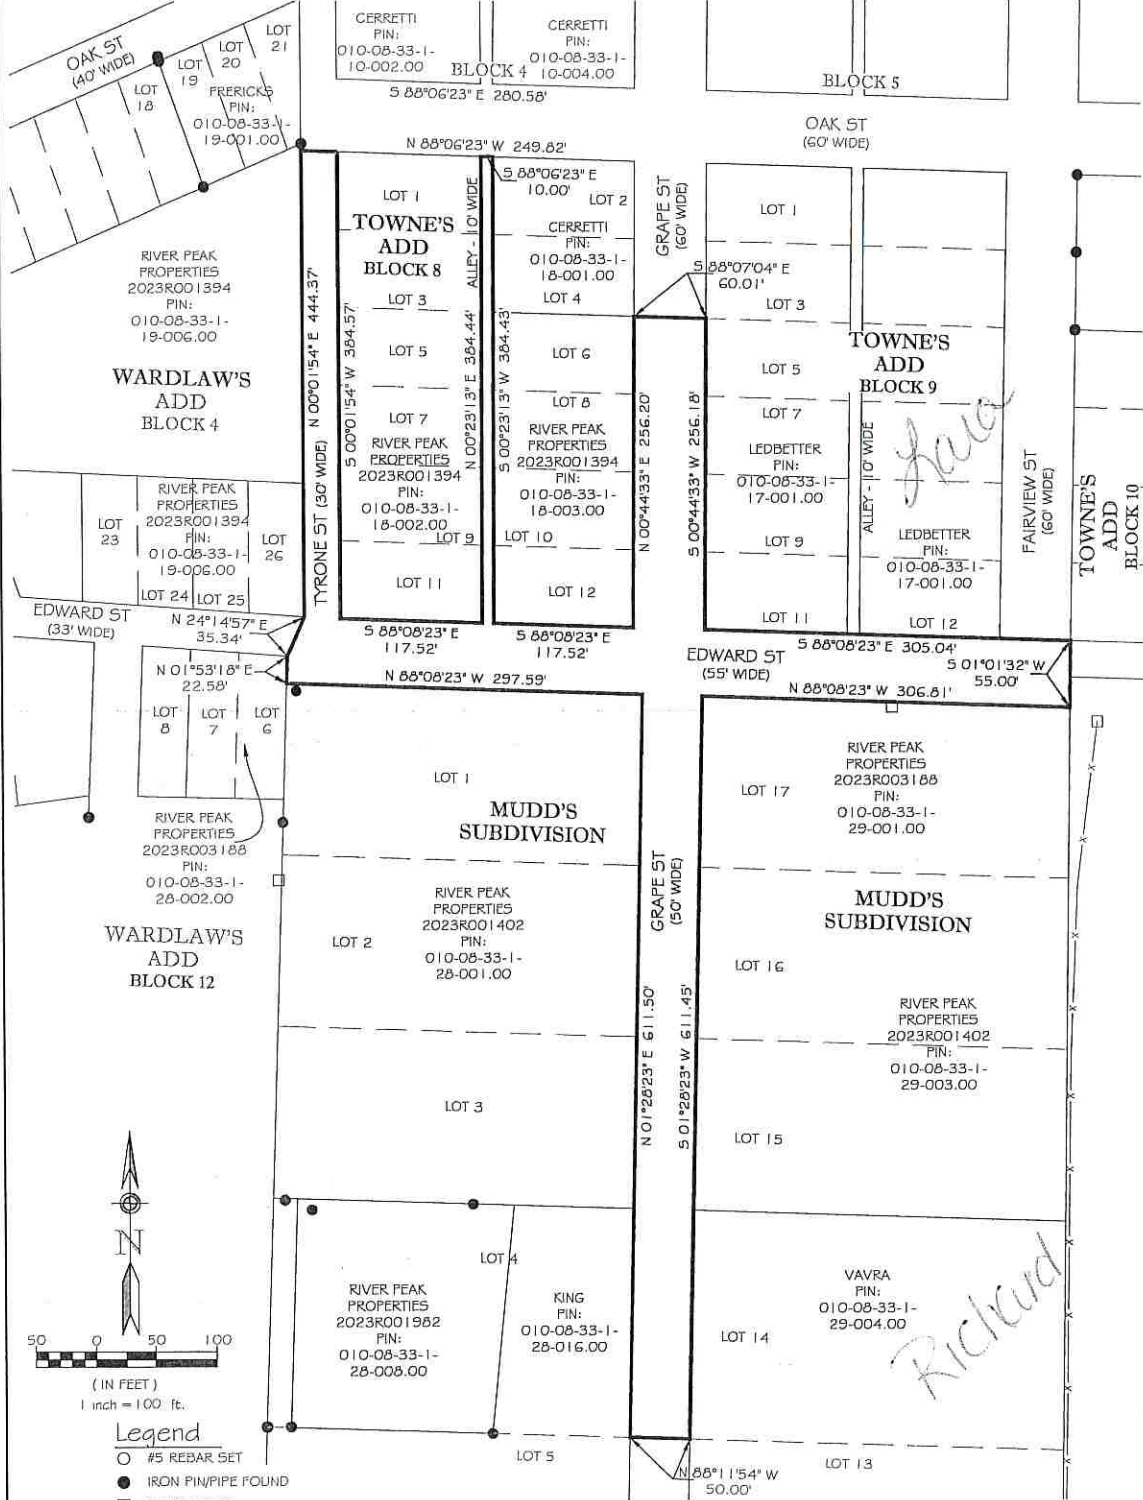 OAK ST
(40' WIDE)
LOT
18
LOT
19
LOT
20
LOT
21
PRERICKS
PIN:
010-08-33-1-
19-001.00
CERRETTI
PIN:
010-08-33-1-
10-002.00
BLOCK 4
CERRETTI
PIN:
010-08-33-1-
10-004.00
S 88°06'23" E 280.58'
BLOCK 5
OAK ST
(60' WIDE)
N 88°06'23" W 249.82'
S 88°06'23" E
10.00'
LOT 1
TOWNE'S
ADD
BLOCK 8
ALLEY - 10' WIDE
LOT 2
CERRETTI
PIN:
010-08-33-1-
18-001.00
GRAPE ST
(60' WIDE)
LOT 1
S 88°07'04" E
60.01'
RIVER PEAK
PROPERTIES
2023R001394
PIN:
010-08-33-1-
19-006.00
WARDLAW'S
ADD
BLOCK 4
N 00°01'54" E 444.37'
S 00°01'54" W 384.57'
LOT 3
LOT 5
LOT 7
N 00°23'13" E 384.44'
S 00°23'13" W 384.43'
LOT 4
LOT 6
LOT 8
RIVER PEAK
PROPERTIES
2023R001394
PIN:
010-08-33-1-
18-002.00
RIVER PEAK
PROPERTIES
2023R001394
PIN:
010-08-33-1-
18-003.00
LOT 9
LOT 10
LOT 11
LOT 12
N 00°44'33" E 256.20'
S 00°44'33" W 256.18'
LOT 3
TOWNE'S
ADD
BLOCK 9
LOT 5
LOT 7
LEDBETTER
PIN:
010-08-33-1-
17-001.00
ALLEY - 10' WIDE
LEDBETTER
PIN:
010-08-33-1-
17-001.00
LOT 9
LOT 11
LOT 12
FAIRVIEW ST
(60' WIDE)
TOWNE'S
ADD
BLOCK 10
TYRONE ST (30' WIDE)
LOT
23
RIVER PEAK
PROPERTIES
2023R001394
PIN:
010-08-33-1-
19-006.00
LOT
26
LOT 24
LOT 25
EDWARD ST
(33' WIDE)
N 24°14'57" E
35.34'
N 01°53'18" E
22.58'
S 88°08'23" E
117.52'
S 88°08'23" E
117.52'
N 88°08'23" W 297.59'
EDWARD ST
(55' WIDE)
S 88°08'23" E 305.04'
S 01°01'32" W
55.00'
N 88°08'23" W 306.81'
LOT
8
LOT
7
LOT
6
RIVER PEAK
PROPERTIES
2023R003188
PIN:
010-08-33-1-
28-002.00
WARDLAW'S
ADD
BLOCK 12
LOT 1
MUDD'S
SUBDIVISION
LOT 2
RIVER PEAK
PROPERTIES
2023R001402
PIN:
010-08-33-1-
28-001.00
LOT 3
GRAPE ST
(50' WIDE)
N 01°28'23" E 611.50'
S 01°28'23" W 611.45'
LOT 17
RIVER PEAK
PROPERTIES
2023R003188
PIN:
010-08-33-1-
29-001.00
MUDD'S
SUBDIVISION
LOT 16
RIVER PEAK
PROPERTIES
2023R001402
PIN:
010-08-33-1-
29-003.00
LOT 15
LOT 4
RIVER PEAK
PROPERTIES
2023R001982
PIN:
010-08-33-1-
28-008.00
KING
PIN:
010-08-33-1-
28-016.00
VAVRA
PIN:
010-08-33-1-
29-004.00
LOT 14
Richard
LOT 5
LOT 13
N 88°11'54" W
50.00'
N
50 0 50 100
( IN FEET )
1 inch = 100 ft.
Legend
#5 REBAR SET
IRON PIN/PIPE FOUND